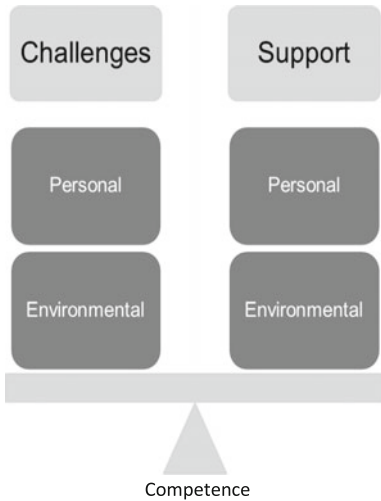 Challenges
Support
Personal
Personal
Environmental
Environmental
Competence